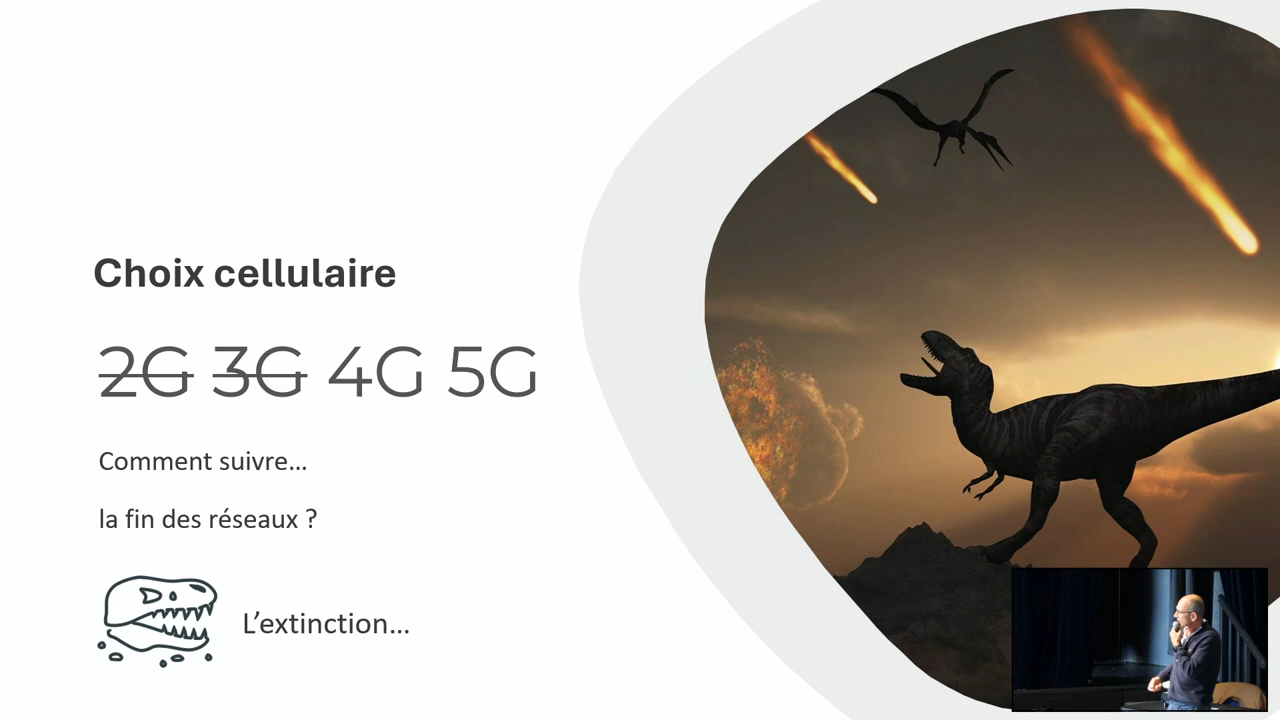 Choix cellulaire
2G 3G 4G 5G
Comment suivre...
la fin des réseaux ?
L’extinction...